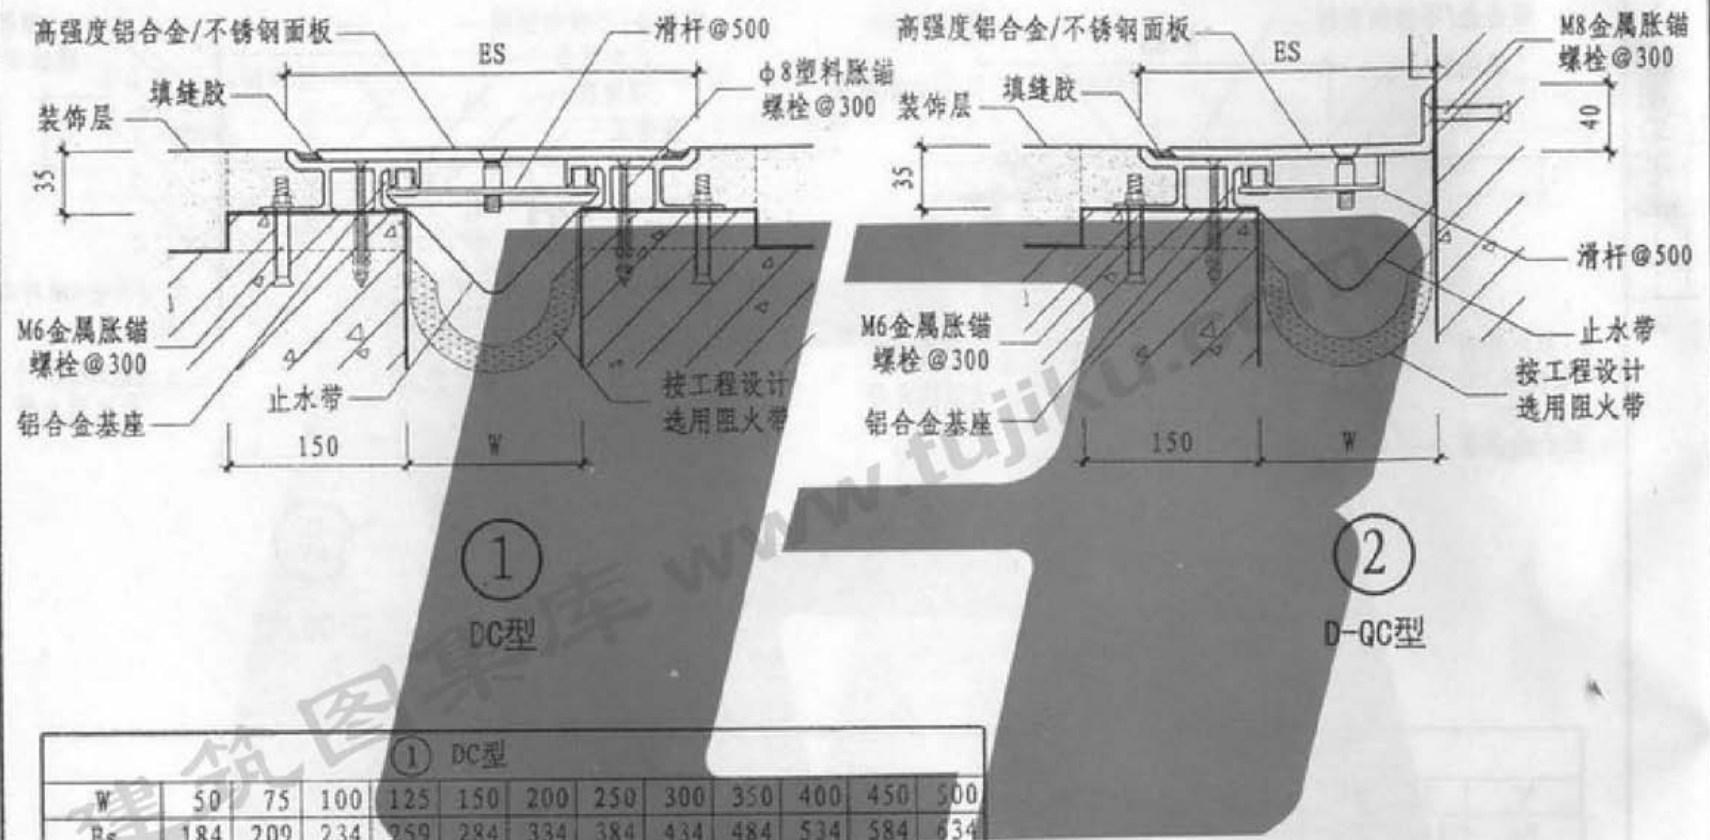 高强度铝合金/不锈钢面板
ES
滑杆@500
φ8塑料胀锚
螺栓@300
填缝胶
装饰层
35
M6金属胀锚
螺栓@300
铝合金基座
止水带
按工程设计
选用阻火带
150
W
1
DC型
高强度铝合金/不锈钢面板
ES
M8金属胀锚
螺栓@300
填缝胶
装饰层
40
35
滑杆@500
M6金属胀锚
螺栓@300
止水带
按工程设计
选用阻火带
铝合金基座
150
W
2
D-QC型
建筑图集库 www.tujiku.com
① DC型
W 50 75 100 125 150 200 250 300 350 400 450 500
Es 184 209 234 259 284 334 384 434 484 534 584 634